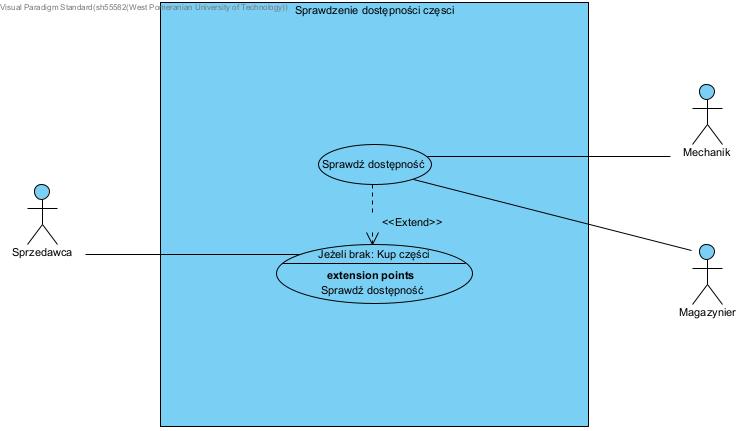 Visual Paradigm Standard(sh55582(West Pomeranian University of Technology))
Sprawdzenie dostępności częsci
Mechanik
Sprawdź dostępność
<<Extend>>
Sprzedawca
Jeżeli brak: Kup części
extension points
Sprawdź dostępność
Magazynier